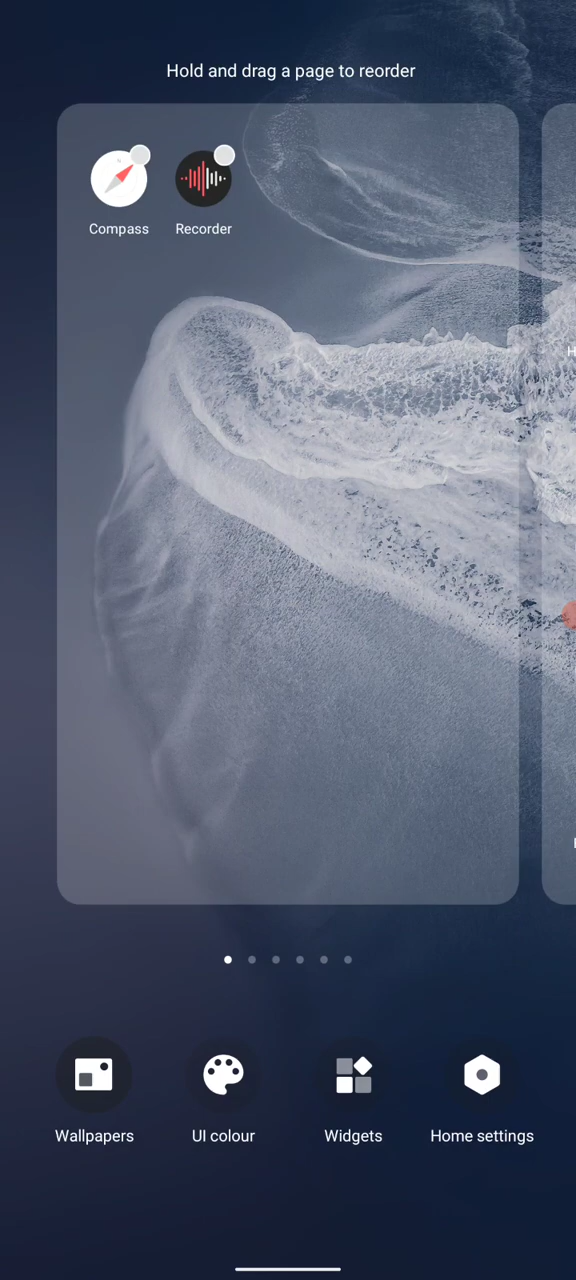 Hold and drag a page to reorder
Compass
Recorder
Wallpapers
UI colour
Widgets
Home settings